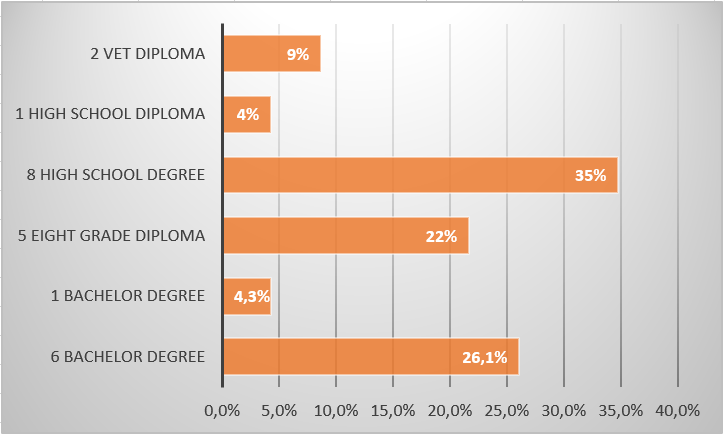 2 VET DIPLOMA 9%
1 HIGH SCHOOL DIPLOMA 4%
8 HIGH SCHOOL DEGREE 35%
5 EIGHT GRADE DIPLOMA 22%
1 BACHELOR DEGREE 4,3%
6 BACHELOR DEGREE 26,1%
0,0% 5,0% 10,0% 15,0% 20,0% 25,0% 30,0% 35,0% 40,0%